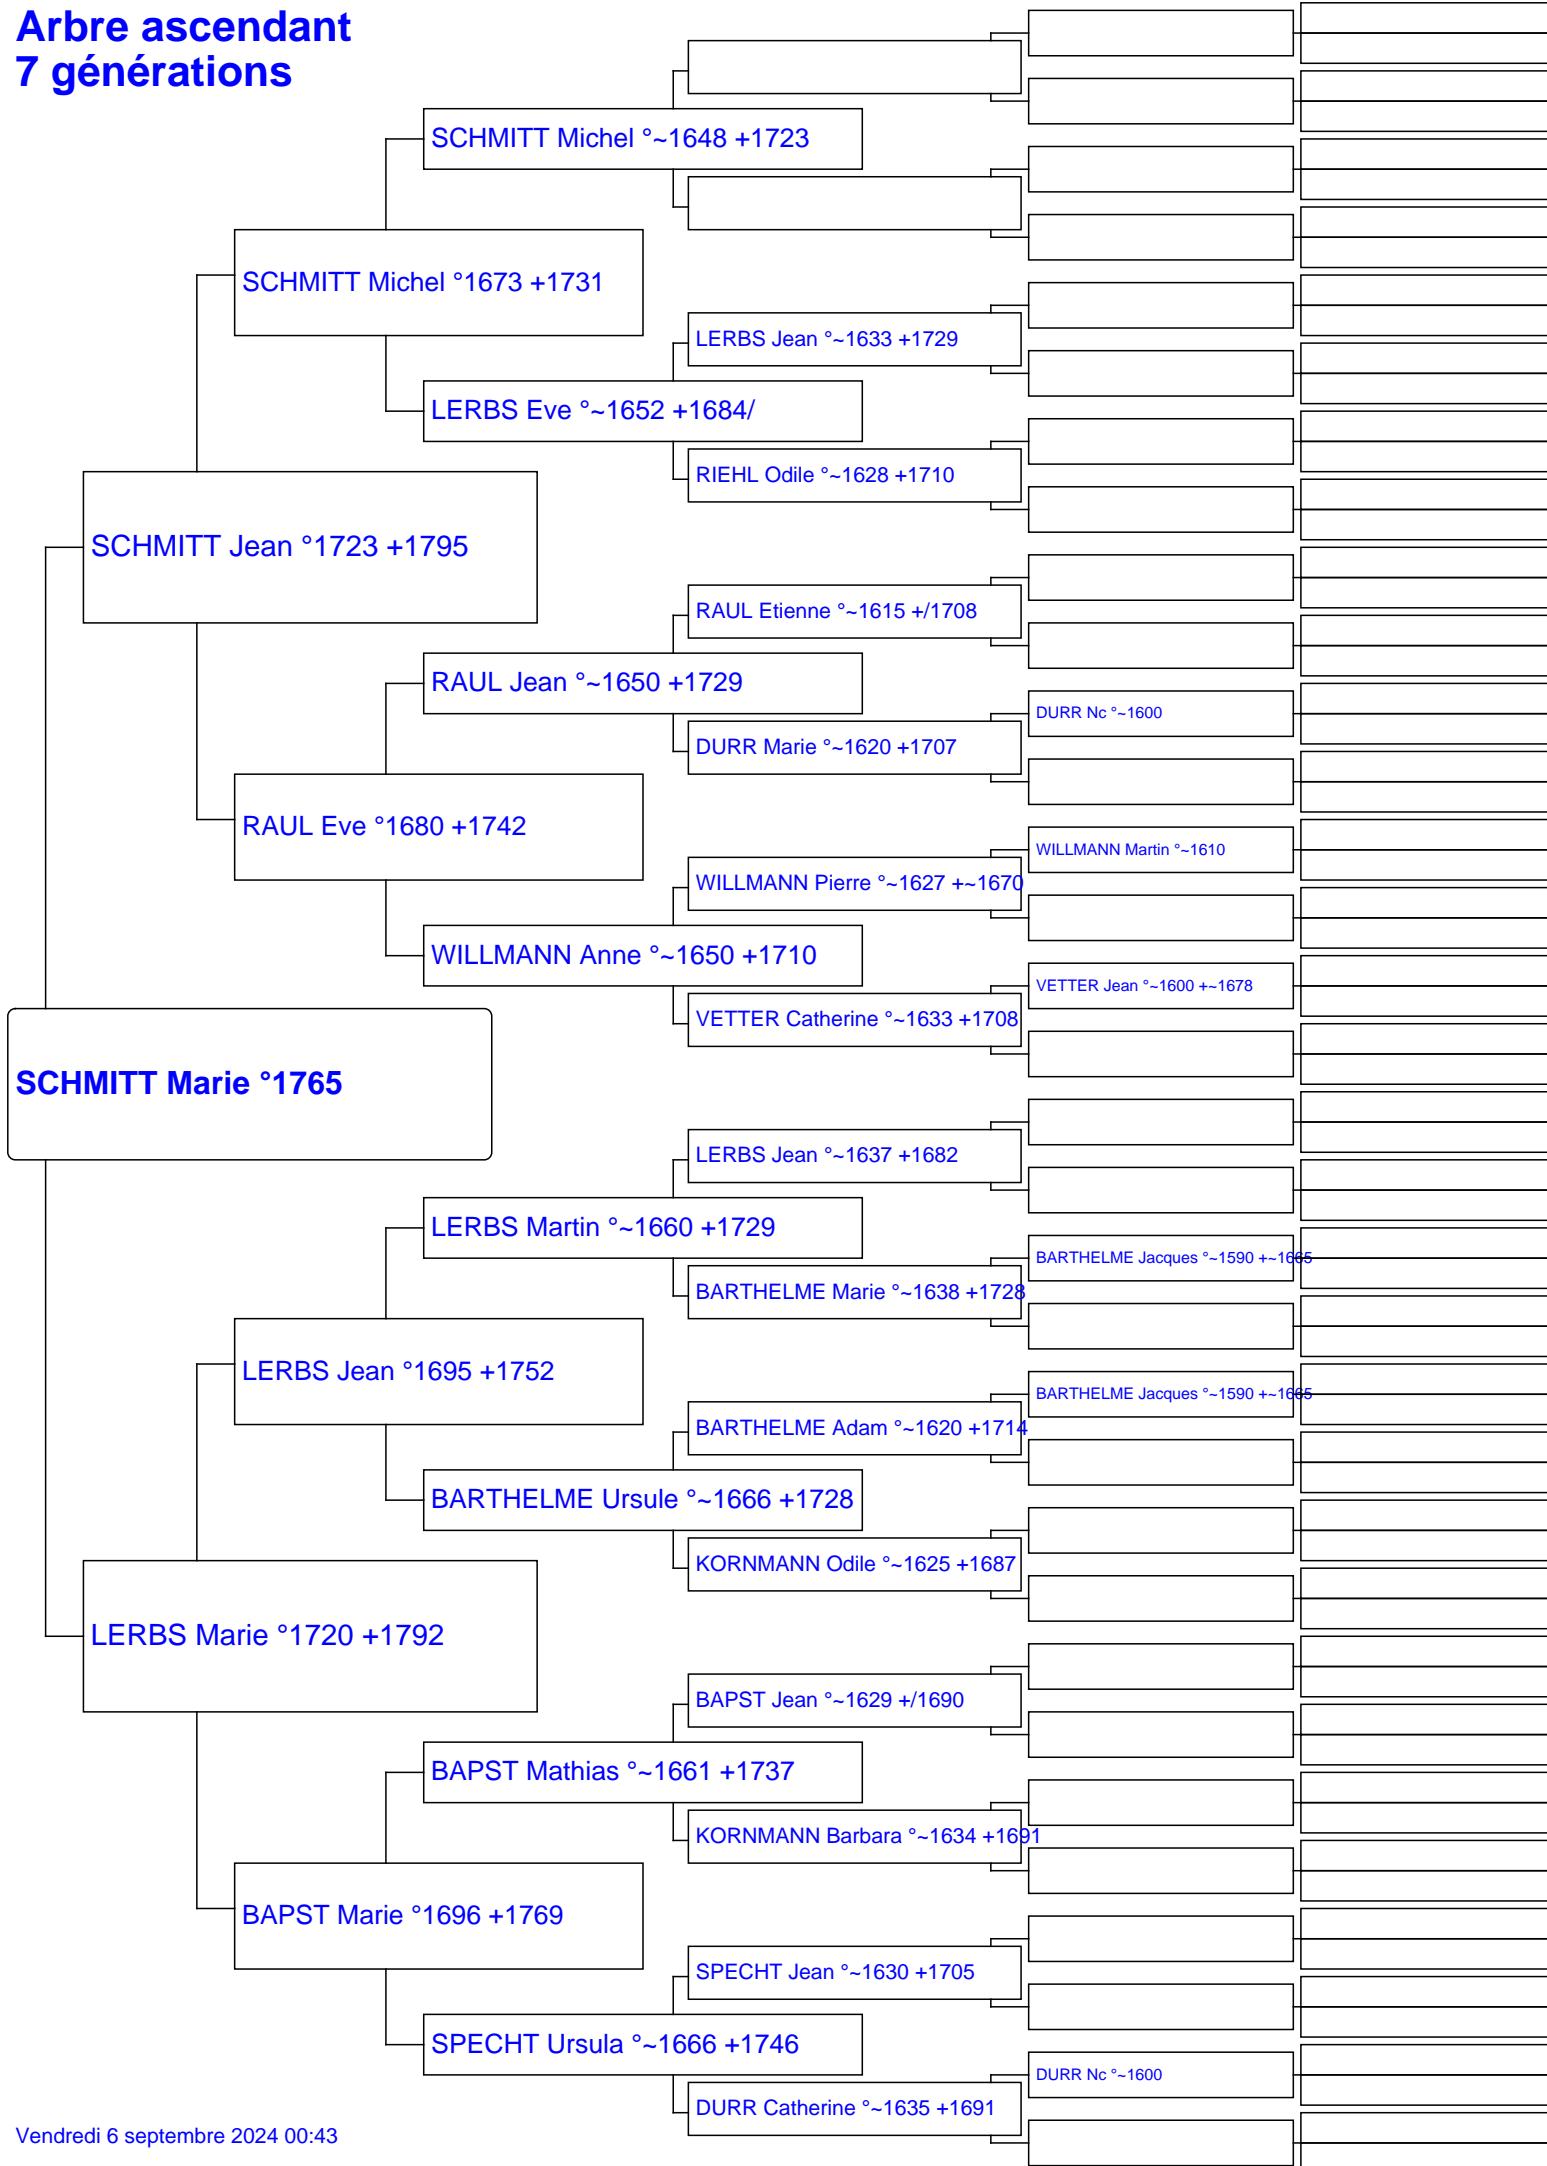 Arbre ascendant
7 générations
SCHMITT Michel °~1648 +1723
SCHMITT Michel °1673 +1731
LERBS Jean °~1633 +1729
LERBS Eve °~1652 +1684/
RIEHL Odile °~1628 +1710
SCHMITT Jean °1723 +1795
RAUL Etienne °~1615 +/1708
RAUL Jean °~1650 +1729
DURR Nc °~1600
DURR Marie °~1620 +1707
RAUL Eve °1680 +1742
WILLMANN Martin °~1610
WILLMANN Pierre °~1627 +~1670
WILLMANN Anne °~1650 +1710
VETTER Jean °~1600 +~1678
VETTER Catherine °~1633 +1708
SCHMITT Marie °1765
LERBS Jean °~1637 +1682
LERBS Martin °~1660 +1729
BARTHELME Jacques °~1590 +~1665
BARTHELME Marie °~1638 +1728
LERBS Jean °1695 +1752
BARTHELME Jacques °~1590 +~1665
BARTHELME Adam °~1620 +1714
BARTHELME Ursule °~1666 +1728
KORNMANN Odile °~1625 +1687
LERBS Marie °1720 +1792
BAPST Jean °~1629 +/1690
BAPST Mathias °~1661 +1737
KORNMANN Barbara °~1634 +1691
BAPST Marie °1696 +1769
SPECHT Jean °~1630 +1705
SPECHT Ursula °~1666 +1746
DURR Nc °~1600
DURR Catherine °~1635 +1691
Vendredi 6 septembre 2024 00:43